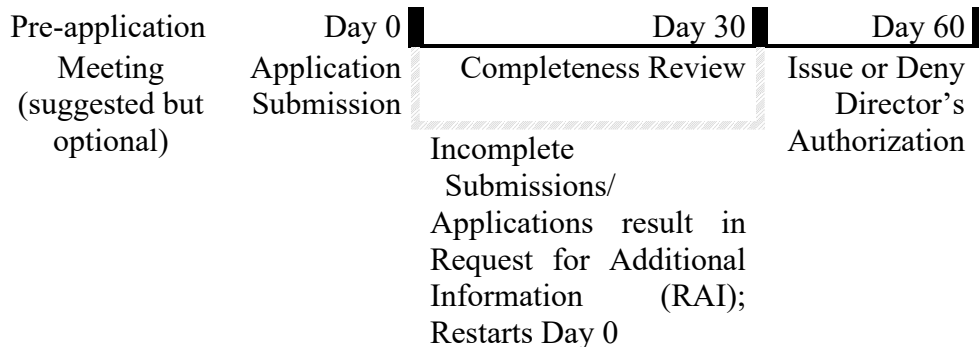 Pre-application
Meeting
(suggested but
optional)
Day 0
Application
Submission
Day 30
Completeness Review
Incomplete
Submissions/
Applications result in
Request for Additional
Information (RAI);
Restarts Day 0
Day 60
Issue or Deny
Director’s
Authorization